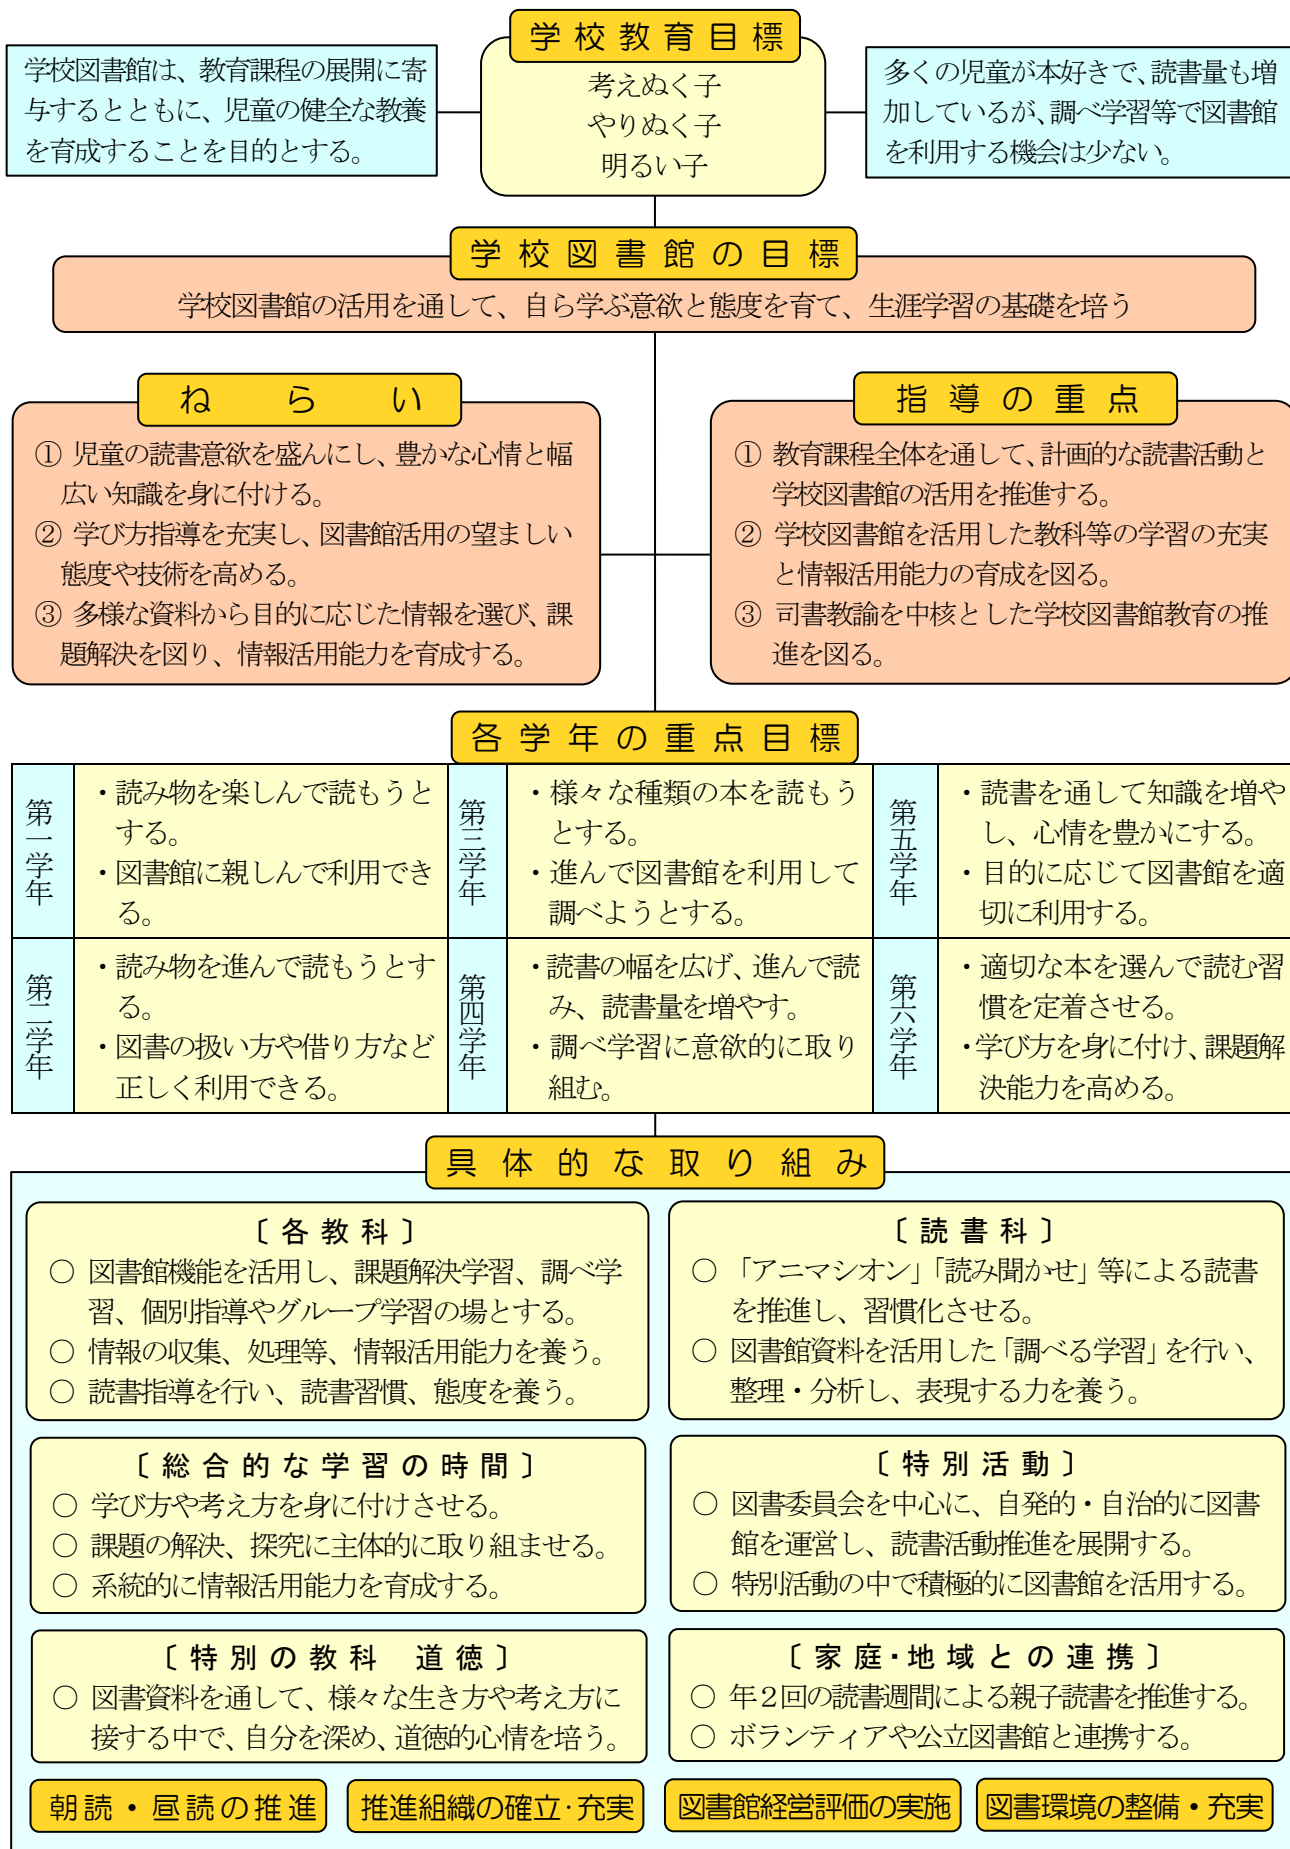 学校教育目標
考えぬく子
やりぬく子
明るい子
学校図書館は、教育課程の展開に寄
与するとともに、児童の健全な教養
を育成することを目的とする。
多くの児童が本好きで、読書量も増
加しているが、調べ学習等で図書館
を利用する機会は少ない。
学校図書館の目標
学校図書館の活用を通して、自ら学ぶ意欲と態度を育て、生涯学習の基礎を培う
ねらい
① 児童の読書意欲を盛んにし、豊かな心情と幅
広い知識を身に付ける。
② 学び方指導を充実し、図書館活用の望ましい
態度や技術を高める。
③ 多様な資料から目的に応じた情報を選び、課
題解決を図り、情報活用能力を育成する。
指導の重点
① 教育課程全体を通して、計画的な読書活動と
学校図書館の活用を推進する。
② 学校図書館を活用した教科等の学習の充実
と情報活用能力の育成を図る。
③ 司書教諭を中核とした学校図書館教育の推
進を図る。
各学年の重点目標
第一学年
・読み物を楽しんで読もうと
する。
・図書館に親しんで利用でき
る。
第三学年
・様々な種類の本を読もう
とする。
・進んで図書館を利用して
調べようとする。
第五学年
・読書を通して知識を増や
し、心情を豊かにする。
・目的に応じて図書館を適
切に利用する。
第二学年
・読み物を進んで読もうとす
る。
・図書の扱い方や借り方など
正しく利用できる。
第四学年
・読書の幅を広げ、進んで読
み、読書量を増やす。
・調べ学習に意欲的に取り
組む。
第六学年
・適切な本を選んで読む習
慣を定着させる。
・学び方を身に付け、課題解
決能力を高める。
具体的な取り組み
〔各教科〕
○ 図書館機能を活用し、課題解決学習、調べ学
習、個別指導やグループ学習の場とする。
○ 情報の収集、処理等、情報活用能力を養う。
○ 読書指導を行い、読書習慣、態度を養う。
〔読書科〕
○ 「アニマシオン」「読み聞かせ」等による読書
を推進し、習慣化させる。
○ 図書館資料を活用した「調べる学習」を行い、
整理・分析し、表現する力を養う。
〔総合的な学習の時間〕
○ 学び方や考え方を身に付けさせる。
○ 課題の解決、探究に主体的に取り組ませる。
○ 系統的に情報活用能力を育成する。
〔特別活動〕
○ 図書委員会を中心に、自発的・自治的に図書
館を運営し、読書活動推進を展開する。
○ 特別活動の中で積極的に図書館を活用する。
〔特別の教科 道徳〕
○ 図書資料を通して、様々な生き方や考え方に
接する中で、自分を深め、道徳的心情を培う。
〔家庭・地域との連携〕
○ 年２回の読書週間による親子読書を推進する。
○ ボランティアや公立図書館と連携する。
朝読・昼読の推進
推進組織の確立・充実
図書館経営評価の実施
図書環境の整備・充実